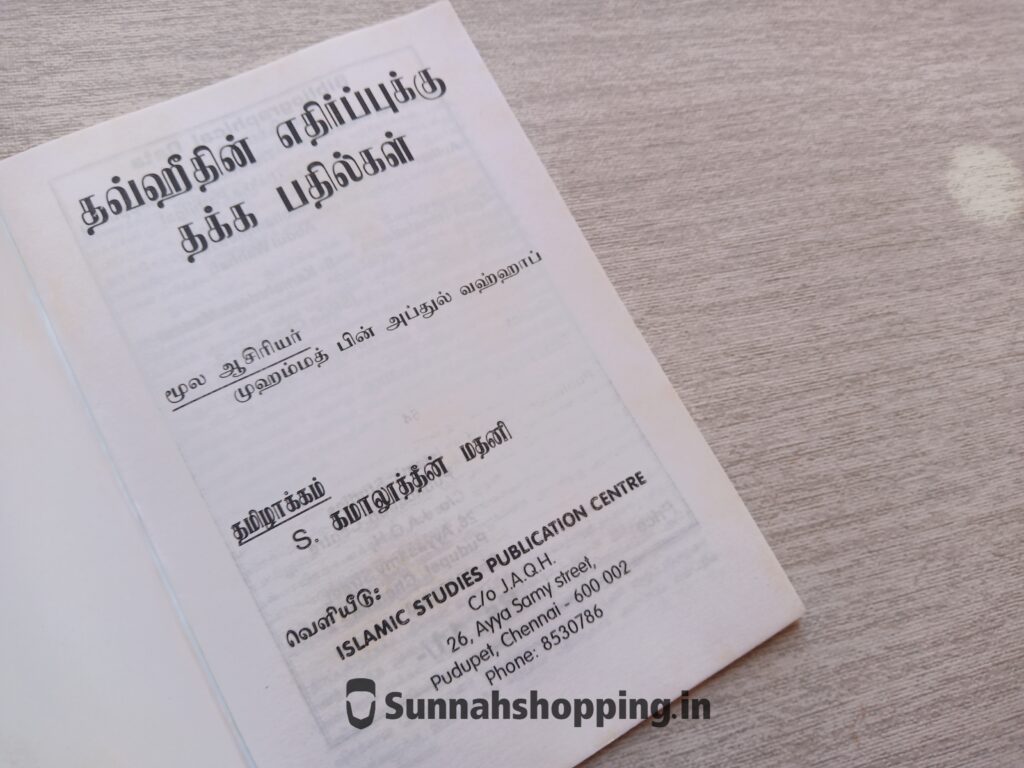 தவ்ஹீதின் எதிர்ப்புக்கு
தக்க பதில்கள்
மூல ஆசிரியர்
முஹம்மத் பின் அப்துல் வஹ்ஹாப்
தமிழாக்கம்
S. கமாலூத்தீன் மதனி
வெளியீடு:
ISLAMIC STUDIES PUBLICATION CENTRE
C/o J.A.Q.H.
26, Ayya Samy street,
Pudupet, Chennai - 600 002
Phone: 8530786
Sunnahshopping.in